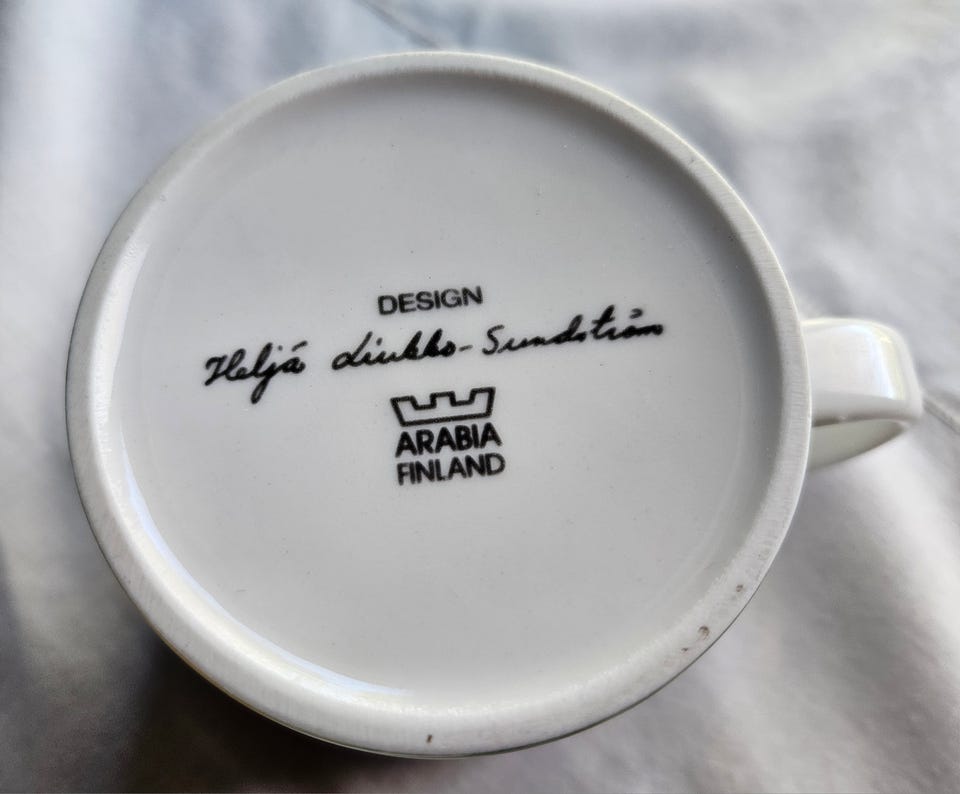 DESIGN
Heljä Liukko-Sundström
ARABIA
FINLAND